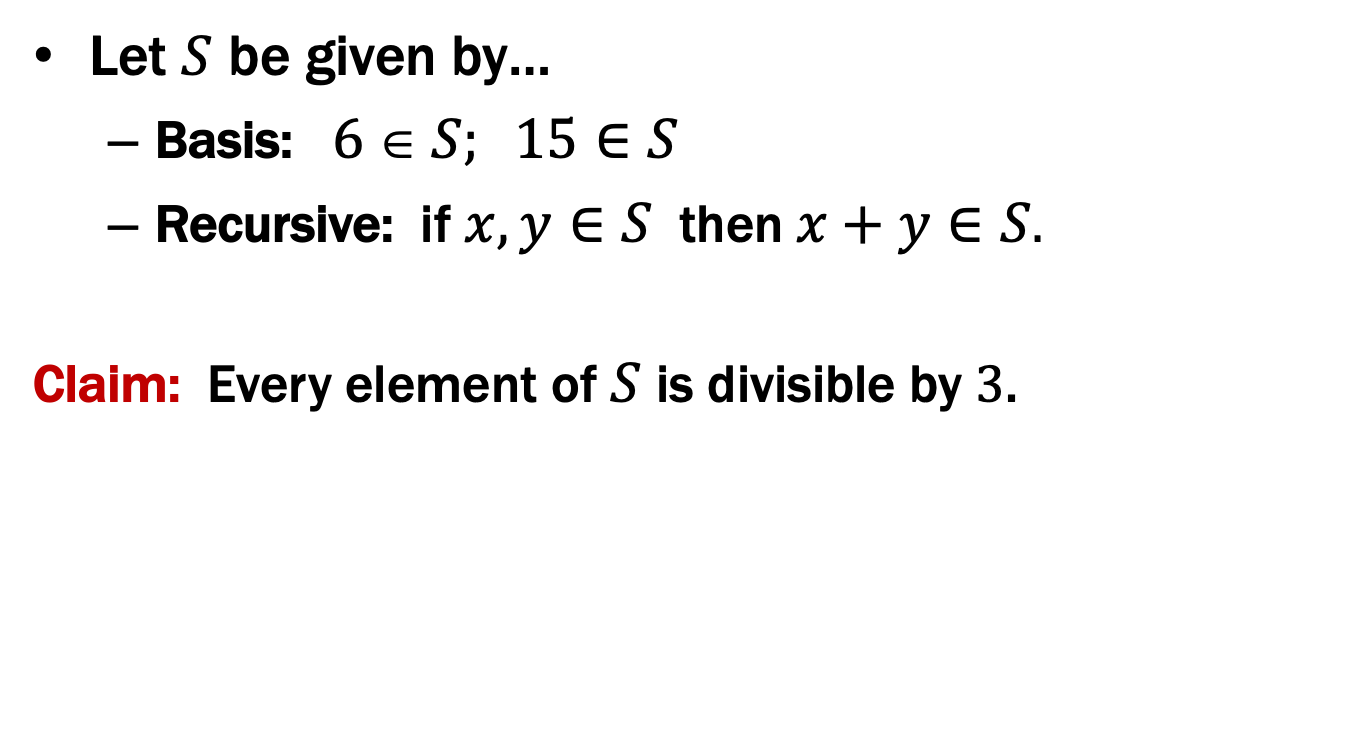 • Let 𝑆 be given by...
– Basis: 6 ∈ 𝑆; 15 ∈ 𝑆
– Recursive: if 𝑥, 𝑦 ∈ 𝑆 then 𝑥 + 𝑦 ∈ 𝑆.
Claim: Every element of 𝑆 is divisible by 3.